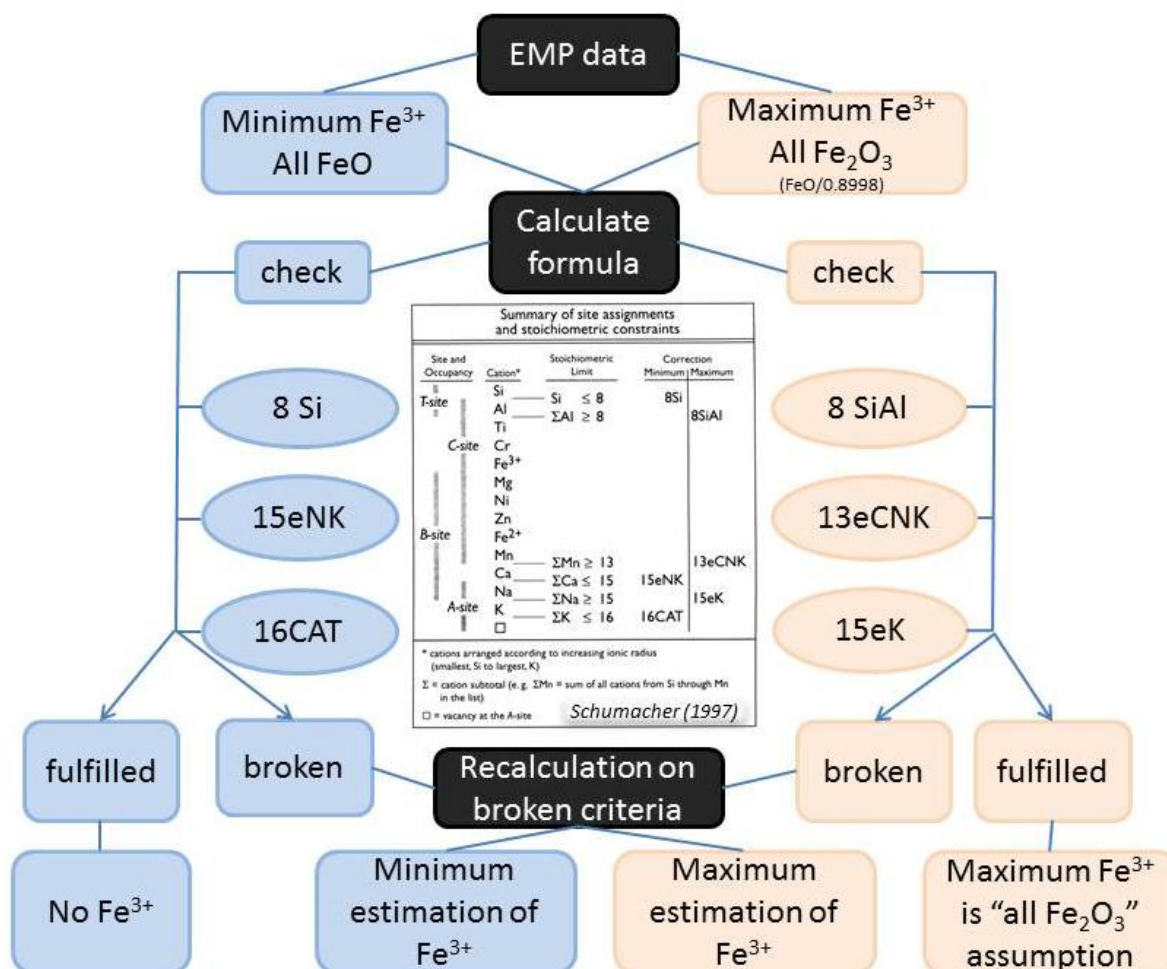 EMP data
Minimum Fe³⁺
All FeO
Maximum Fe³⁺
All Fe₂O₃
(FeO/0.8998)
Calculate
formula
check
check
Summary of site assignments
and stoichiometric constraints
Site and
Occupancy
Cation*
Stoichiometric
Limit
Correction
Minimum
Maximum
T-site
Si
Si ≤ 8
8Si
Al
ΣAl ≥ 8
8SiAl
Ti
C-site
Cr
Fe³⁺
Mg
Ni
Zn
B-site
Fe²⁺
Mn
ΣMn ≥ 13
13eCNK
Ca
ΣCa ≤ 15
15eNK
Na
ΣNa ≥ 15
15eK
A-site
K
ΣK ≤ 16
16CAT
□
* cations arranged according to increasing ionic radius
(smallest, Si to largest, K)
Σ = cation subtotal (e.g. ΣMn = sum of all cations from Si through Mn
in the list)
□ = vacancy at the A-site
Schumacher (1997)
8 Si
15eNK
16CAT
8 SiAl
13eCNK
15eK
fulfilled
broken
Recalculation on
broken criteria
broken
fulfilled
No Fe³⁺
Minimum
estimation of
Fe³⁺
Maximum
estimation of
Fe³⁺
Maximum Fe³⁺
is “all Fe₂O₃”
assumption